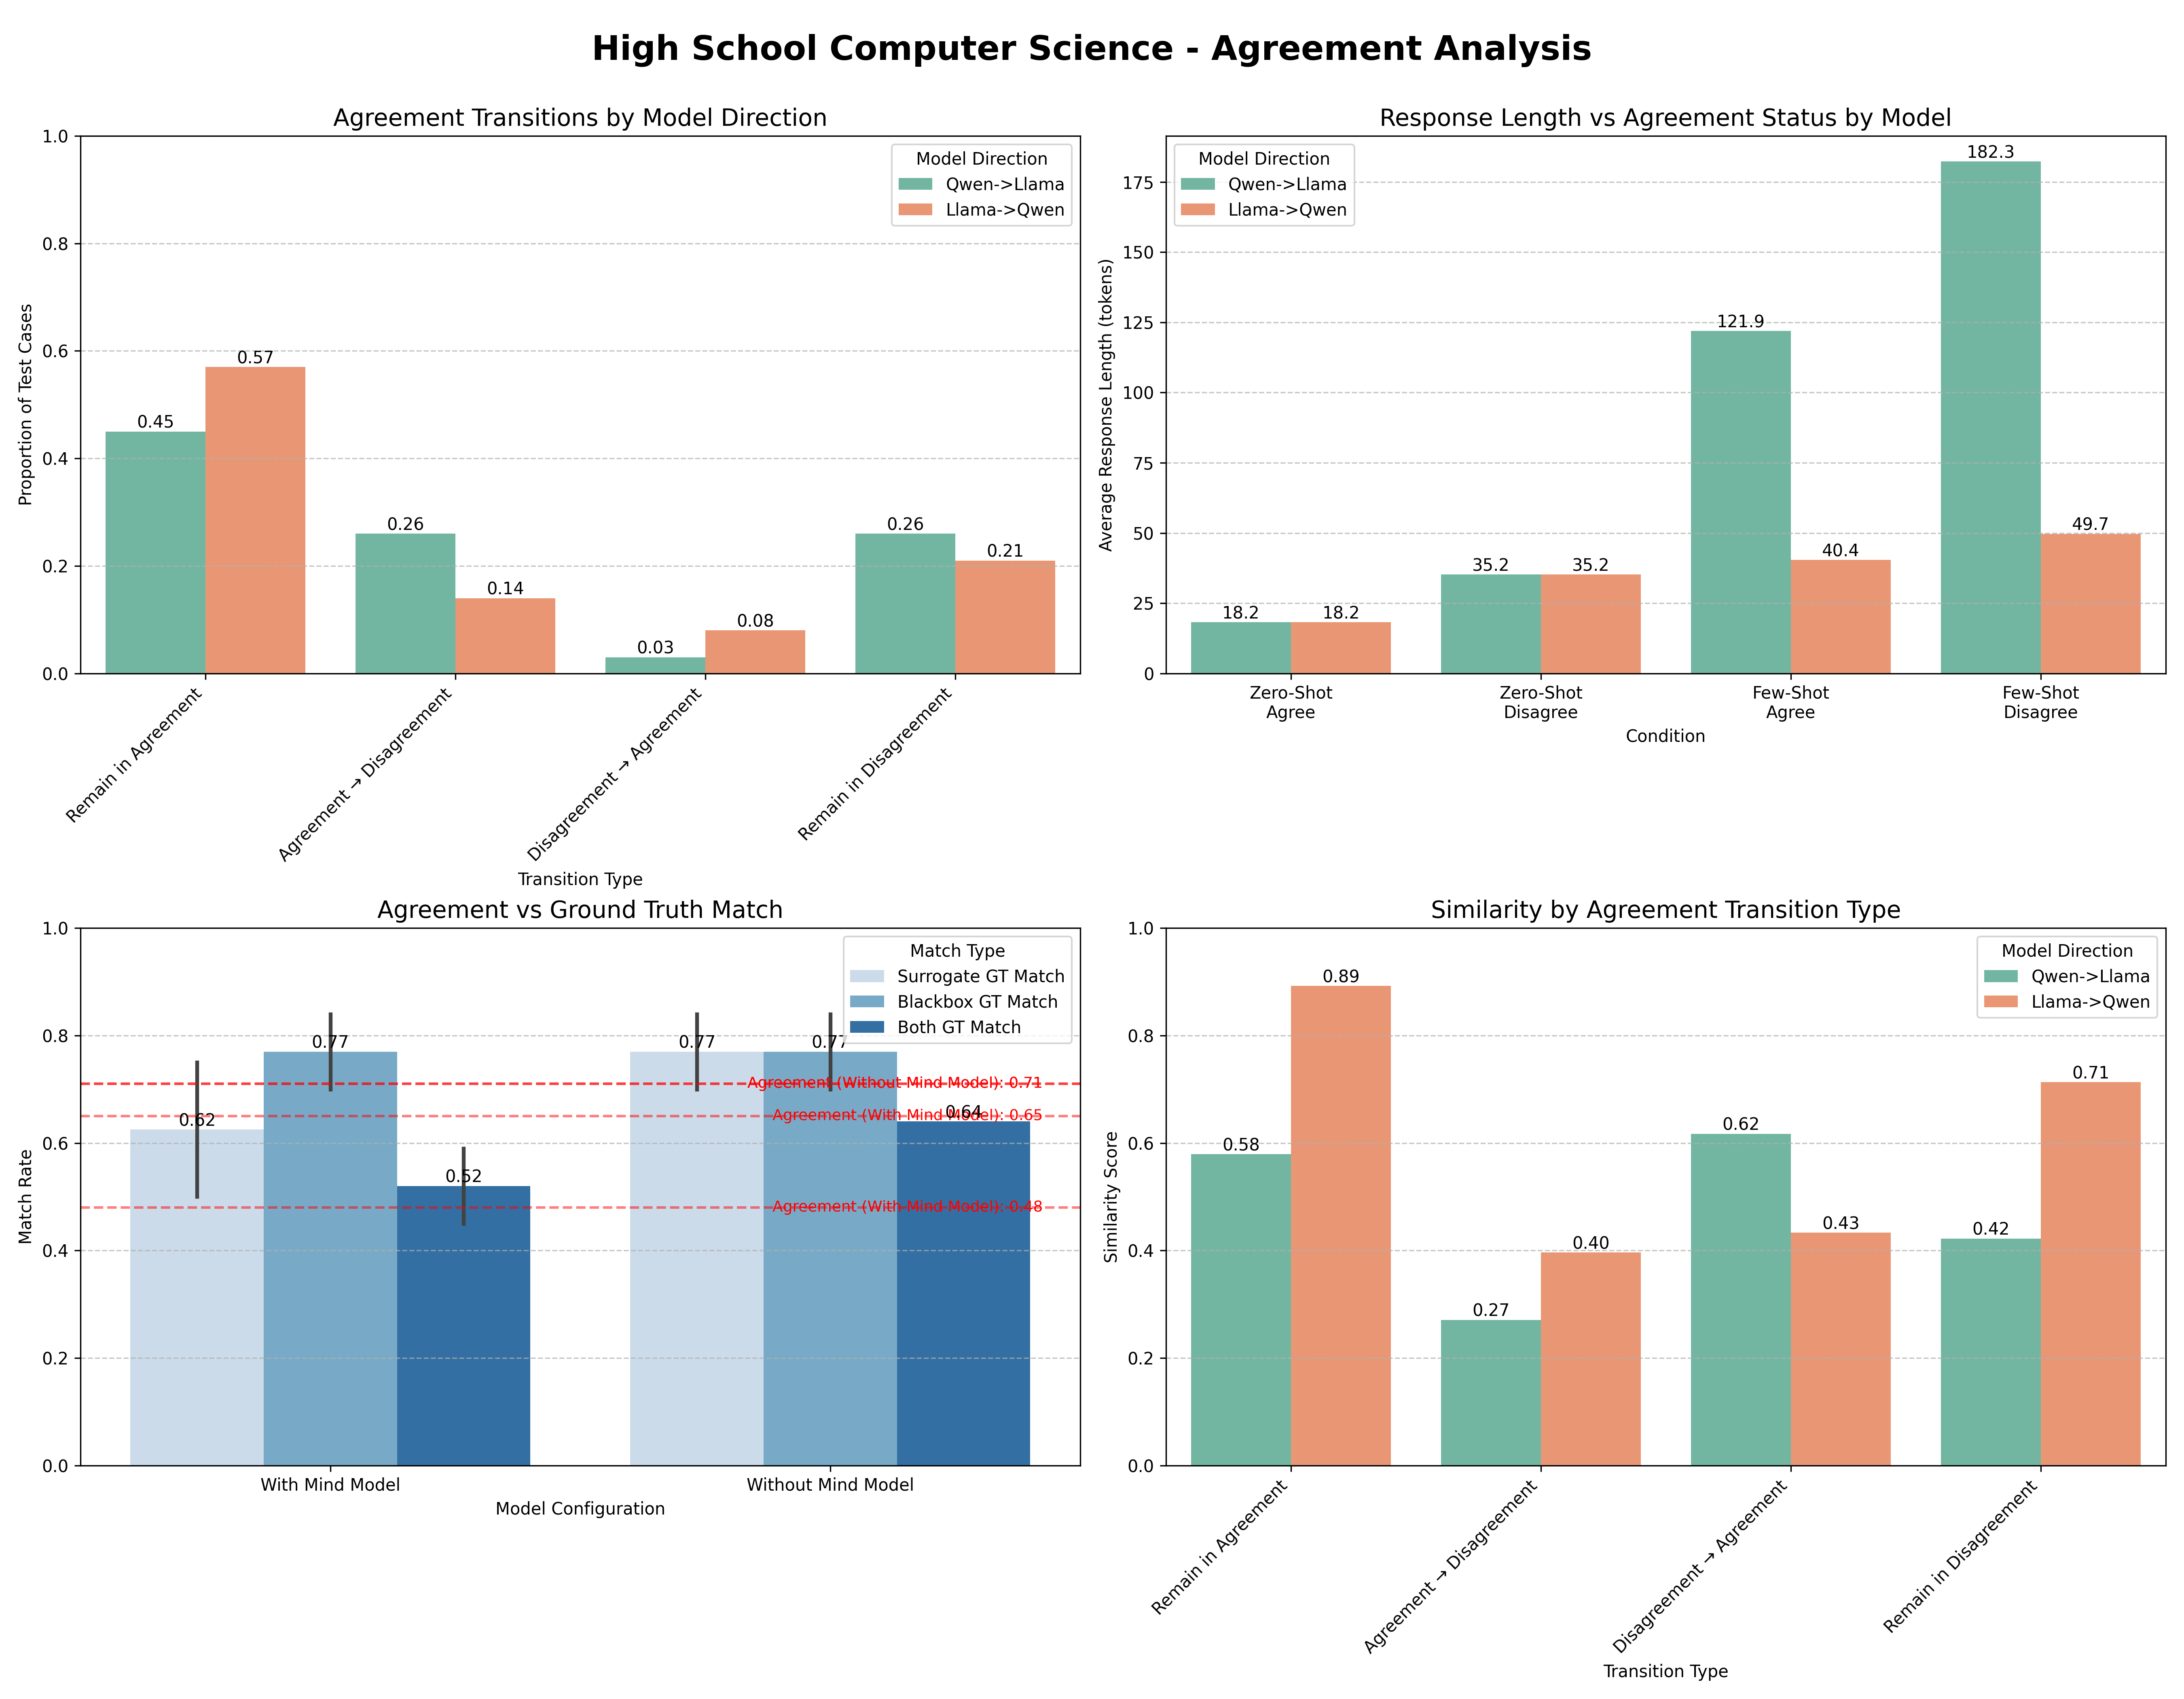 High School Computer Science - Agreement Analysis
Agreement Transitions by Model Direction
Proportion of Test Cases
1.0
0.8
0.6
0.4
0.2
0.0
Model Direction
Qwen->Llama
Llama->Qwen
0.45
0.57
0.26
0.14
0.03
0.08
0.26
0.21
Remain in Agreement
Agreement → Disagreement
Disagreement → Agreement
Remain in Disagreement
Transition Type
Response Length vs Agreement Status by Model
Average Response Length (tokens)
175
150
125
100
75
50
25
0
Model Direction
Qwen->Llama
Llama->Qwen
18.2
18.2
35.2
35.2
121.9
40.4
182.3
49.7
Zero-Shot
Agree
Zero-Shot
Disagree
Few-Shot
Agree
Few-Shot
Disagree
Condition
Agreement vs Ground Truth Match
Match Rate
1.0
0.8
0.6
0.4
0.2
0.0
Match Type
Surrogate GT Match
Blackbox GT Match
Both GT Match
0.62
0.77
0.52
0.77
0.77
0.64
Agreement (Without Mind Model): 0.71
Agreement (With Mind Model): 0.65
Agreement (With Mind Model): 0.48
With Mind Model
Without Mind Model
Model Configuration
Similarity by Agreement Transition Type
Similarity Score
1.0
0.8
0.6
0.4
0.2
0.0
Model Direction
Qwen->Llama
Llama->Qwen
0.58
0.89
0.27
0.40
0.62
0.43
0.42
0.71
Remain in Agreement
Agreement → Disagreement
Disagreement → Agreement
Remain in Disagreement
Transition Type